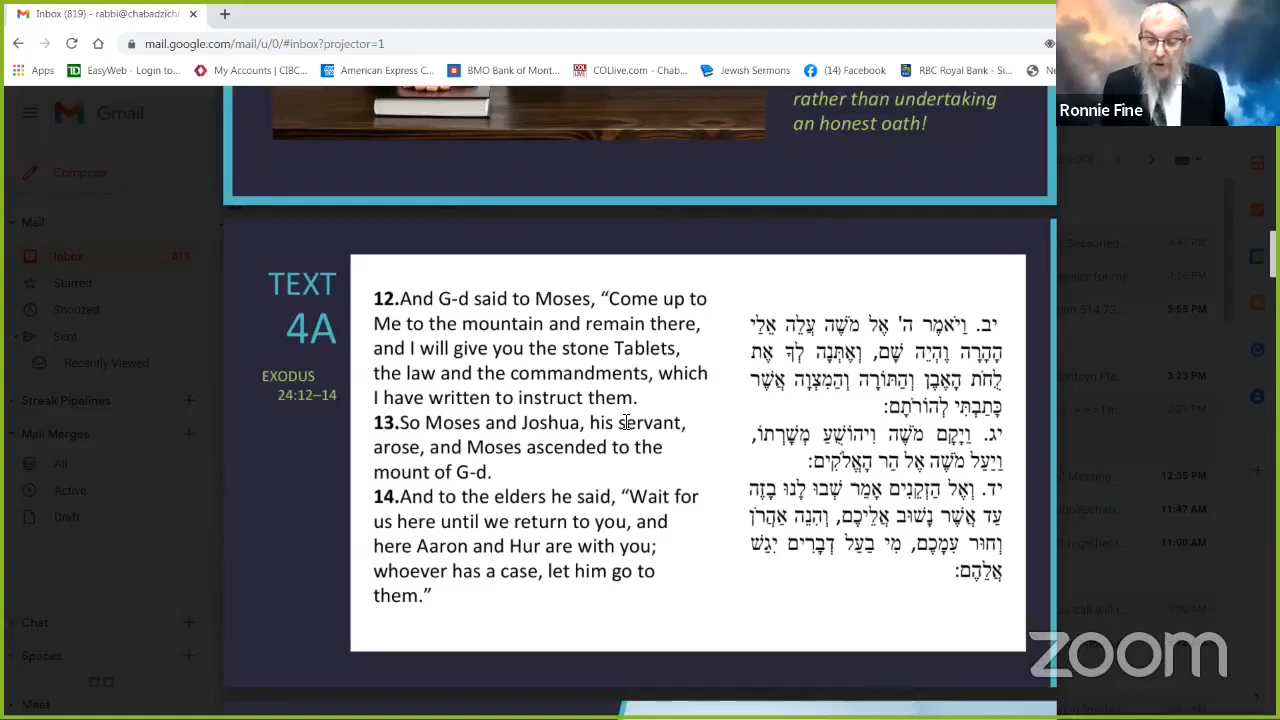 Inbox (819) - rabbi@chabadzichr
mail.google.com/mail/u/0/#inbox?projector=1
Apps
EasyWeb - Login to...
My Accounts | CIBC...
American Express C...
BMO Bank of Mont...
COLlive.com - Chab...
Jewish Sermons
(14) Facebook
RBC Royal Bank - Si...
Ronnie Fine
rather than undertaking
an honest oath!
Gmail
Compose
Mail
Inbox 819
Starred
Snoozed
Sent
Recently Viewed
Streak Pipelines
Mail Merges
All
Active
Draft
Chat
Spaces
Meet
TEXT
4A
EXODUS
24:12–14
12.And G-d said to Moses, “Come up to
Me to the mountain and remain there,
and I will give you the stone Tablets,
the law and the commandments, which
I have written to instruct them.
13.So Moses and Joshua, his servant,
arose, and Moses ascended to the
mount of G-d.
14.And to the elders he said, “Wait for
us here until we return to you, and
here Aaron and Hur are with you;
whoever has a case, let him go to
them.”
יב. וַיֹּאמֶר ה' אֶל מֹשֶׁה עֲלֵה אֵלַי
הָהָרָה וֶהְיֵה שָׁם, וְאֶתְּנָה לְךָ אֶת
לֻחֹת הָאֶבֶן וְהַתּוֹרָה וְהַמִּצְוָה אֲשֶׁר
כָּתַבְתִּי לְהוֹרֹתָם:
יג. וַיָּקָם מֹשֶׁה וִיהוֹשֻׁעַ מְשָׁרְתוֹ,
וַיַּעַל מֹשֶׁה אֶל הַר הָאֱלֹקִים:
יד. וְאֶל הַזְּקֵנִים אָמַר שְׁבוּ לָנוּ בָזֶה
עַד אֲשֶׁר נָשׁוּב אֲלֵיכֶם, וְהִנֵּה אַהֲרֹן
וְחוּר עִמָּכֶם, מִי בַעַל דְּבָרִים יִגַּשׁ
אֲלֵהֶם:
4:41 PM
4:26 PM
3:55 PM
3:23 PM
2:21 PM
12:35 PM
11:47 AM
11:00 AM
zoom